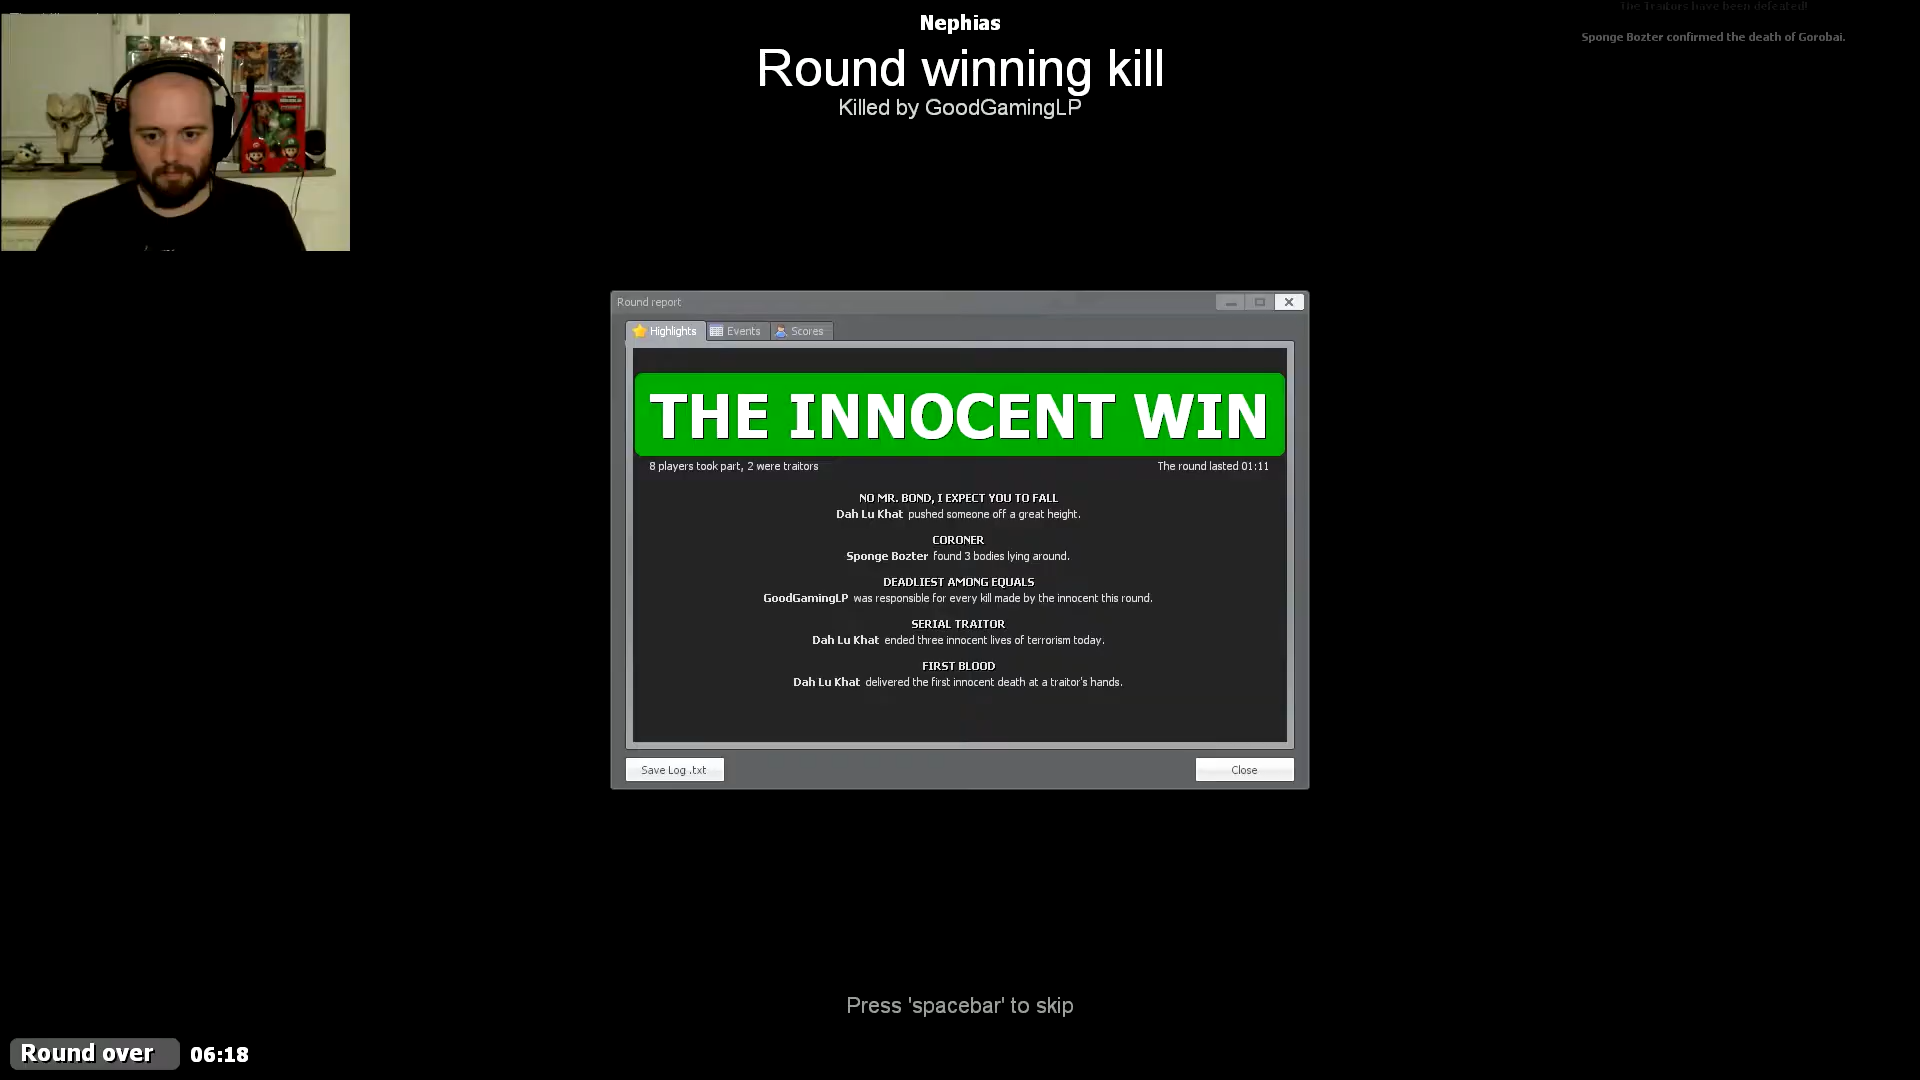 Nephias
Round winning kill
Killed by GoodGamingLP
The Traitors have been defeated!
Sponge Bozter confirmed the death of Gorobai.
Round report
Highlights
Events
Scores
THE INNOCENT WIN
8 players took part, 2 were traitors
The round lasted 01:11
NO MR. BOND, I EXPECT YOU TO FALL
Dah Lu Khat pushed someone off a great height.
CORONER
Sponge Bozter found 3 bodies lying around.
DEADLIEST AMONG EQUALS
GoodGamingLP was responsible for every kill made by the innocent this round.
SERIAL TRAITOR
Dah Lu Khat ended three innocent lives of terrorism today.
FIRST BLOOD
Dah Lu Khat delivered the first innocent death at a traitor's hands.
Save Log .txt
Close
Press 'spacebar' to skip
Round over
06:18